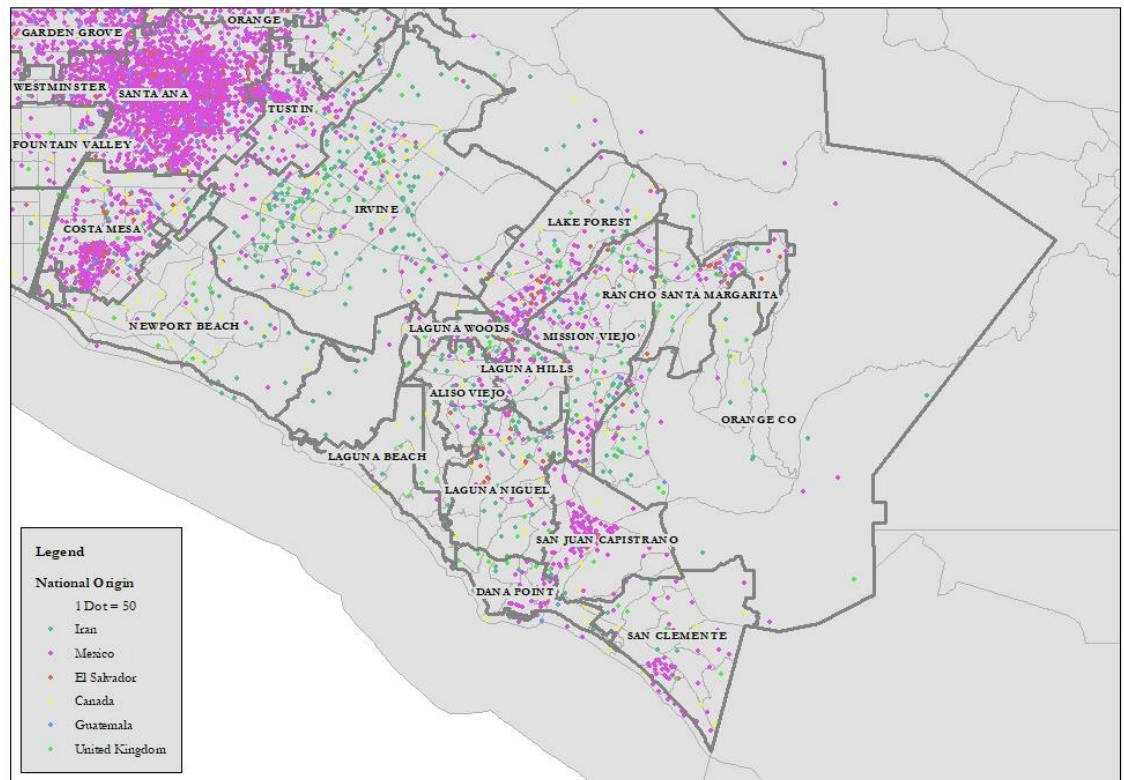 ORANGE
GARDEN GROVE
WESTMINSTER
SANTA ANA
TUSTIN
FOUNTAIN VALLEY
IRVINE
LAKE FOREST
COSTA MESA
RANCHO SANTA MARGARITA
NEWPORT BEACH
LAGUNA WOODS
MISSION VIEJO
LAGUNA HILLS
ALISO VIEJO
ORANGE CO
LAGUNA BEACH
LAGUNA NIGUEL
SAN JUAN CAPISTRANO
DANA POINT
SAN CLEMENTE
Legend
National Origin
1 Dot = 50
Iran
Mexico
El Salvador
Canada
Guatemala
United Kingdom